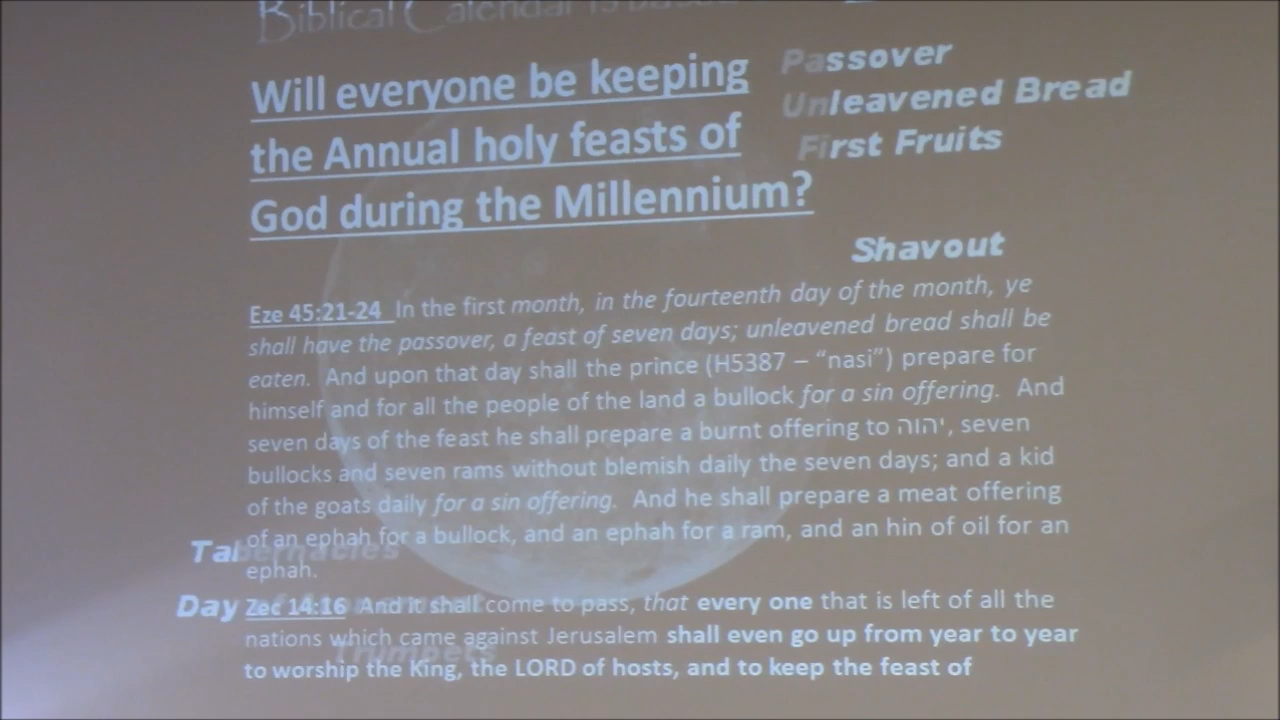 Biblical Calendar is based
Will everyone be keeping
the Annual holy feasts of
God during the Millennium?
Passover
Unleavened Bread
First Fruits
Shavout
Eze 45:21-24 In the first month, in the fourteenth day of the month, ye
shall have the passover, a feast of seven days; unleavened bread shall be
eaten. And upon that day shall the prince (H5387 – “nasi”) prepare for
himself and for all the people of the land a bullock for a sin offering. And
seven days of the feast he shall prepare a burnt offering to יהוה, seven
bullocks and seven rams without blemish daily the seven days; and a kid
of the goats daily for a sin offering. And he shall prepare a meat offering
of an ephah for a bullock, and an ephah for a ram, and an hin of oil for an
ephah.
Tabernacles
Day
Zec 14:16 And it shall come to pass, that every one that is left of all the
nations which came against Jerusalem shall even go up from year to year
to worship the King, the LORD of hosts, and to keep the feast of
Trumpets